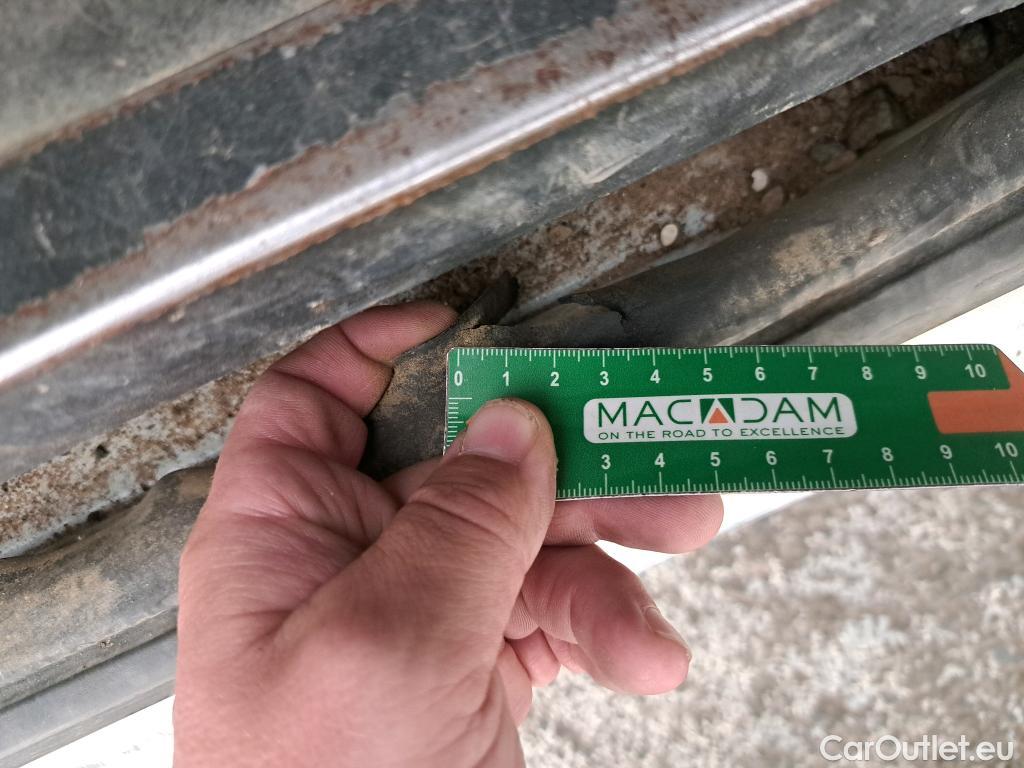 0 1 2 3 4 5 6 7 8 9 10
MACADAM
ON THE ROAD TO EXCELLENCE
3 4 5 6 7 8 9 10
CarOutlet.eu